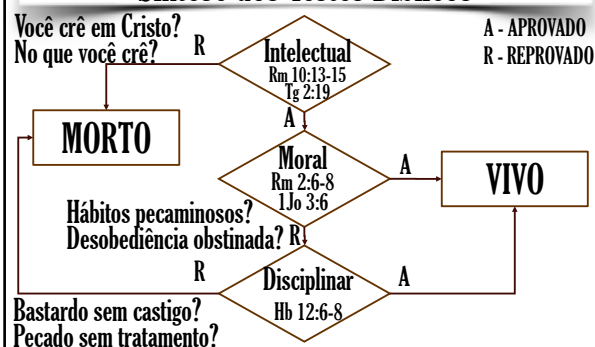 Você crê em Cristo?
No que você crê?
R
Intelectual
Rm 10:13-15
Tg 2:19
A - APROVADO
R - REPROVADO
A
MORTO
Moral
Rm 2:6-8
1Jo 3:6
A
VIVO
Hábitos pecaminosos?
Desobediência obstinada?
R
R
Disciplinar
Hb 12:6-8
A
Bastardo sem castigo?
Pecado sem tratamento?